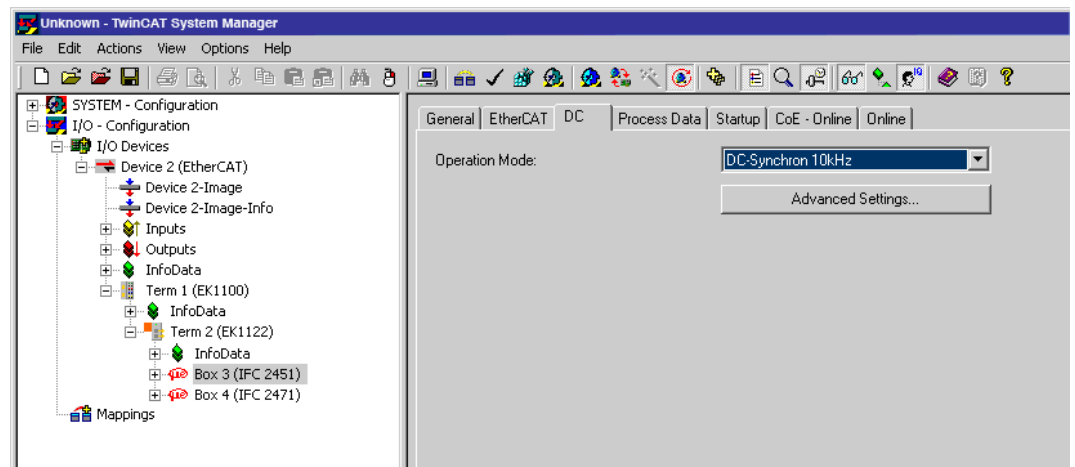 Unknown - TwinCAT System Manager
File Edit Actions View Options Help
SYSTEM - Configuration
I/O - Configuration
I/O Devices
Device 2 (EtherCAT)
Device 2-Image
Device 2-Image-Info
Inputs
Outputs
InfoData
Term 1 (EK1100)
InfoData
Term 2 (EK1122)
InfoData
Box 3 (IFC 2451)
Box 4 (IFC 2471)
Mappings
General EtherCAT DC Process Data Startup CoE - Online Online
Operation Mode: DC-Synchron 10kHz
Advanced Settings...